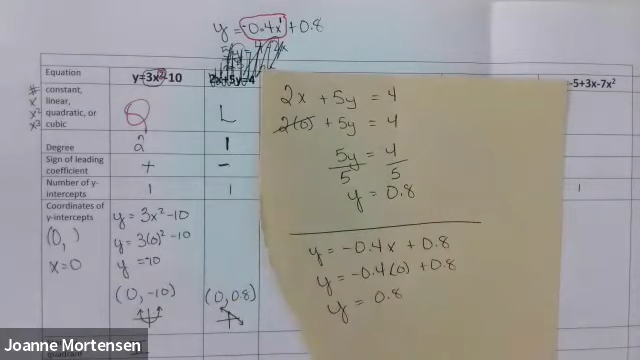 y = -0.4x¹ + 0.8
Equation
y=3x²-10
2x+5y=4
y=-5+3x-7x²
# constant,
x linear,
x² quadratic, or
x³ cubic
Q
L
Degree
2
1
Sign of leading
coefficient
+
-
Number of y-
intercepts
1
1
1
Coordinates of
y-intercepts
(0, )
x=0
y = 3x²-10
y = 3(0)²-10
y = -10
(0,-10)
(0, 0.8)
2x + 5y = 4
2(0) + 5y = 4
5y = 4
5 5
y = 0.8
y = -0.4x + 0.8
y = -0.4(0) + 0.8
y = 0.8
quadrant
Joanne Mortensen